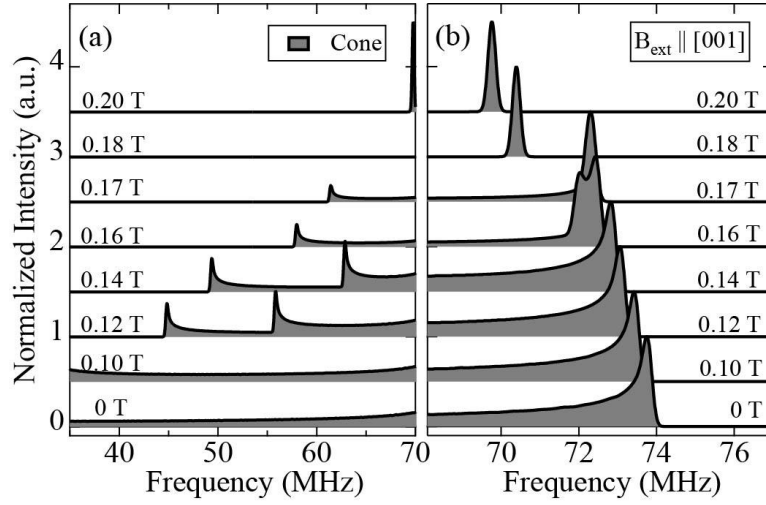 (a)
Cone
(b)
B_ext || [001]
Normalized Intensity (a.u.)
4
3
2
1
0
0.20 T
0.18 T
0.17 T
0.16 T
0.14 T
0.12 T
0.10 T
0 T
0.20 T
0.18 T
0.17 T
0.16 T
0.14 T
0.12 T
0.10 T
0 T
40 50 60 70
70 72 74 76
Frequency (MHz)
Frequency (MHz)